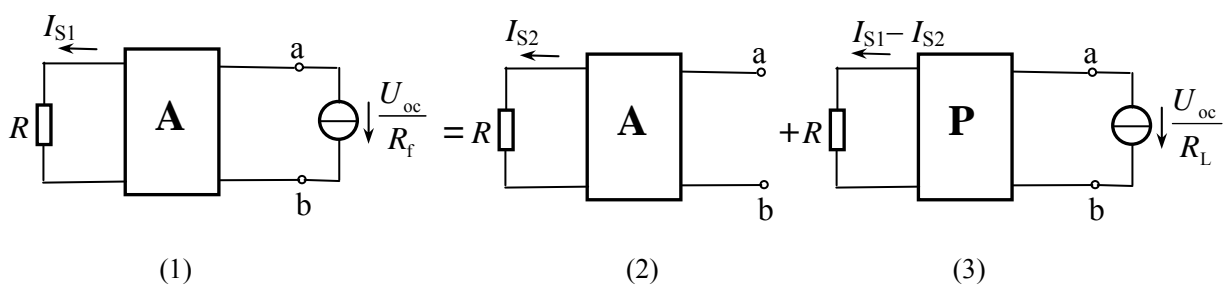 I_S1 a I_S2 a I_S1 – I_S2 a
R A U_oc/R_f = R A + R P U_oc/R_L
b b b
(1) (2) (3)